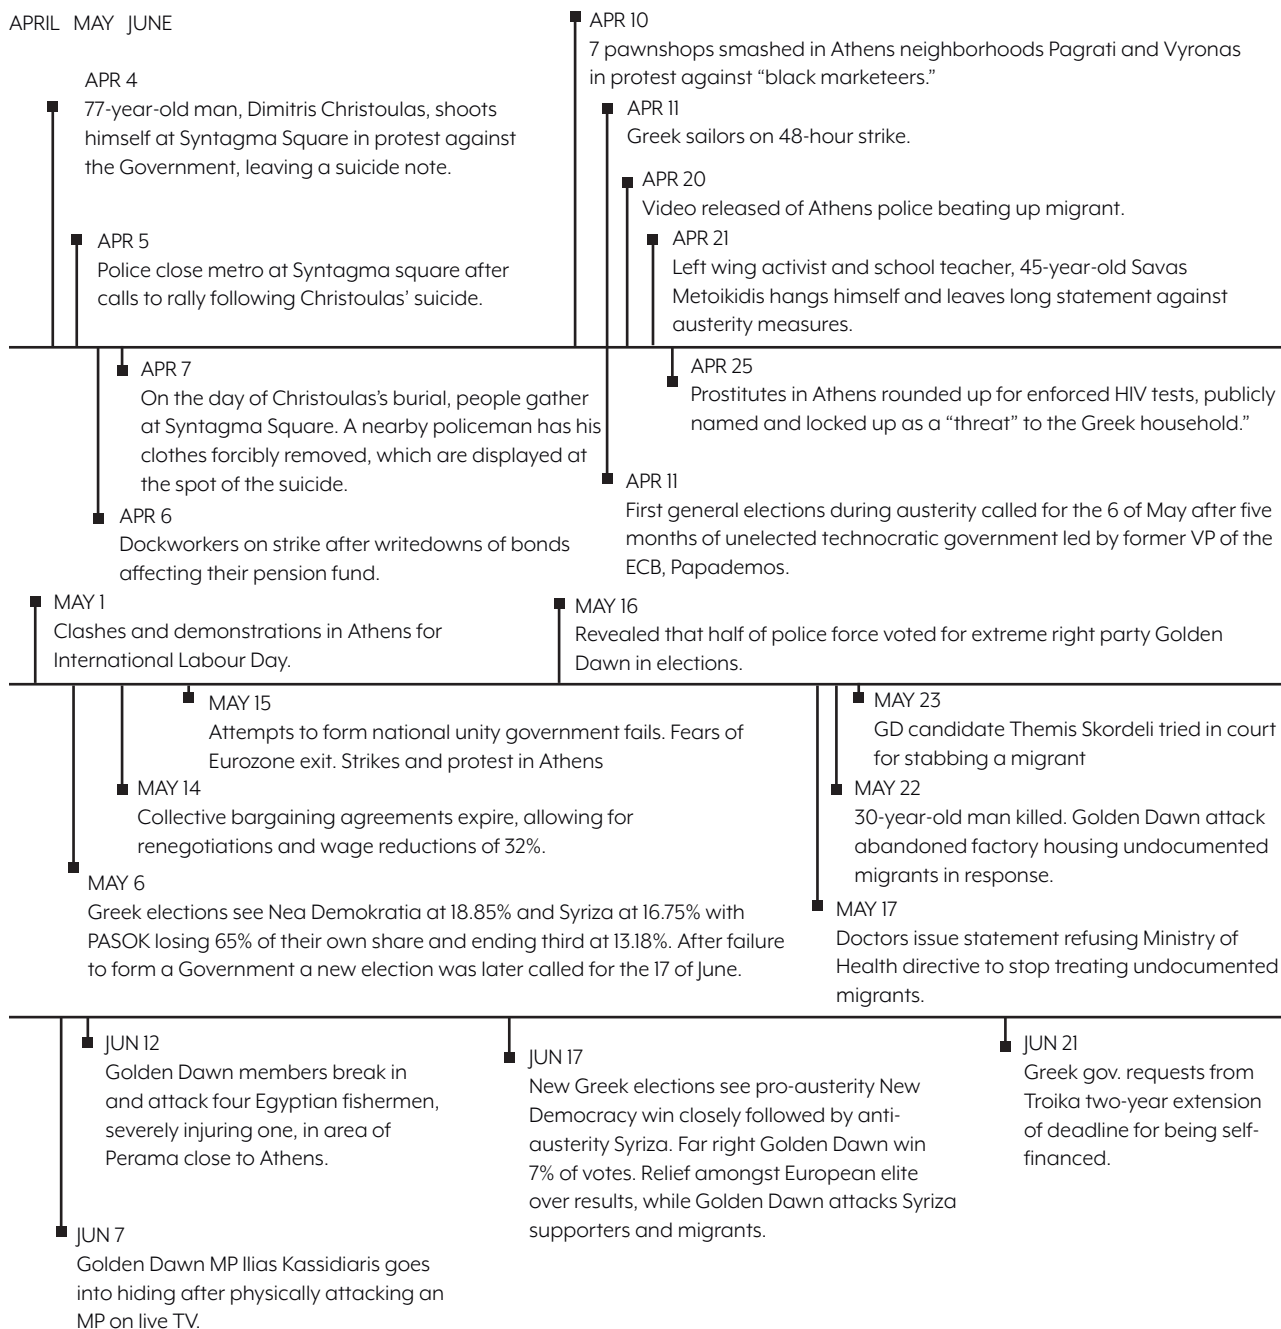 APRIL MAY JUNE
APR 4
77-year-old man, Dimitris Christoulas, shoots
himself at Syntagma Square in protest against
the Government, leaving a suicide note.
APR 5
Police close metro at Syntagma square after
calls to rally following Christoulas’ suicide.
APR 10
7 pawnshops smashed in Athens neighborhoods Pagrati and Vyronas
in protest against “black marketeers.”
APR 11
Greek sailors on 48-hour strike.
APR 20
Video released of Athens police beating up migrant.
APR 21
Left wing activist and school teacher, 45-year-old Savas
Metoikidis hangs himself and leaves long statement against
austerity measures.
APR 7
On the day of Christoulas’s burial, people gather
at Syntagma Square. A nearby policeman has his
clothes forcibly removed, which are displayed at
the spot of the suicide.
APR 6
Dockworkers on strike after writedowns of bonds
affecting their pension fund.
APR 25
Prostitutes in Athens rounded up for enforced HIV tests, publicly
named and locked up as a “threat” to the Greek household.”
APR 11
First general elections during austerity called for the 6 of May after five
months of unelected technocratic government led by former VP of the
ECB, Papademos.
MAY 1
Clashes and demonstrations in Athens for
International Labour Day.
MAY 16
Revealed that half of police force voted for extreme right party Golden
Dawn in elections.
MAY 15
Attempts to form national unity government fails. Fears of
Eurozone exit. Strikes and protest in Athens
MAY 14
Collective bargaining agreements expire, allowing for
renegotiations and wage reductions of 32%.
MAY 6
Greek elections see Nea Demokratia at 18.85% and Syriza at 16.75% with
PASOK losing 65% of their own share and ending third at 13.18%. After failure
to form a Government a new election was later called for the 17 of June.
MAY 23
GD candidate Themis Skordeli tried in court
for stabbing a migrant
MAY 22
30-year-old man killed. Golden Dawn attack
abandoned factory housing undocumented
migrants in response.
MAY 17
Doctors issue statement refusing Ministry of
Health directive to stop treating undocumented
migrants.
JUN 12
Golden Dawn members break in
and attack four Egyptian fishermen,
severely injuring one, in area of
Perama close to Athens.
JUN 7
Golden Dawn MP Ilias Kassidiaris goes
into hiding after physically attacking an
MP on live TV.
JUN 17
New Greek elections see pro-austerity New
Democracy win closely followed by anti-
austerity Syriza. Far right Golden Dawn win
7% of votes. Relief amongst European elite
over results, while Golden Dawn attacks Syriza
supporters and migrants.
JUN 21
Greek gov. requests from
Troika two-year extension
of deadline for being self-
financed.